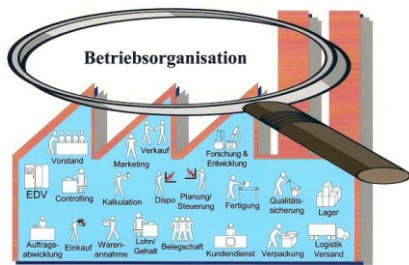 Betriebsorganisation
Vorstand
Marketing
Verkauf
Forschung &
Entwicklung
EDV
Controlling
Kalkulation
Dispo
Planung/
Steuerung
Fertigung
Qualitäts-
sicherung
Lager
Auftrags-
abwicklung
Einkauf
Waren-
annahme
Lohn/
Gehalt
Belegschaft
Kundendienst
Verpackung
Logistik
Versand